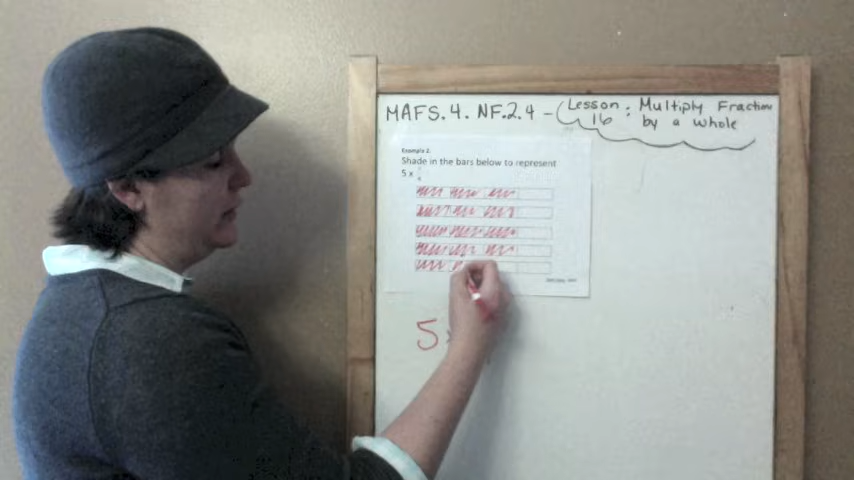 MAFS.4.NF.2.4 - Lesson : Multiply Fraction
16 by a whole
Example 2:
Shade in the bars below to represent
5 x
5